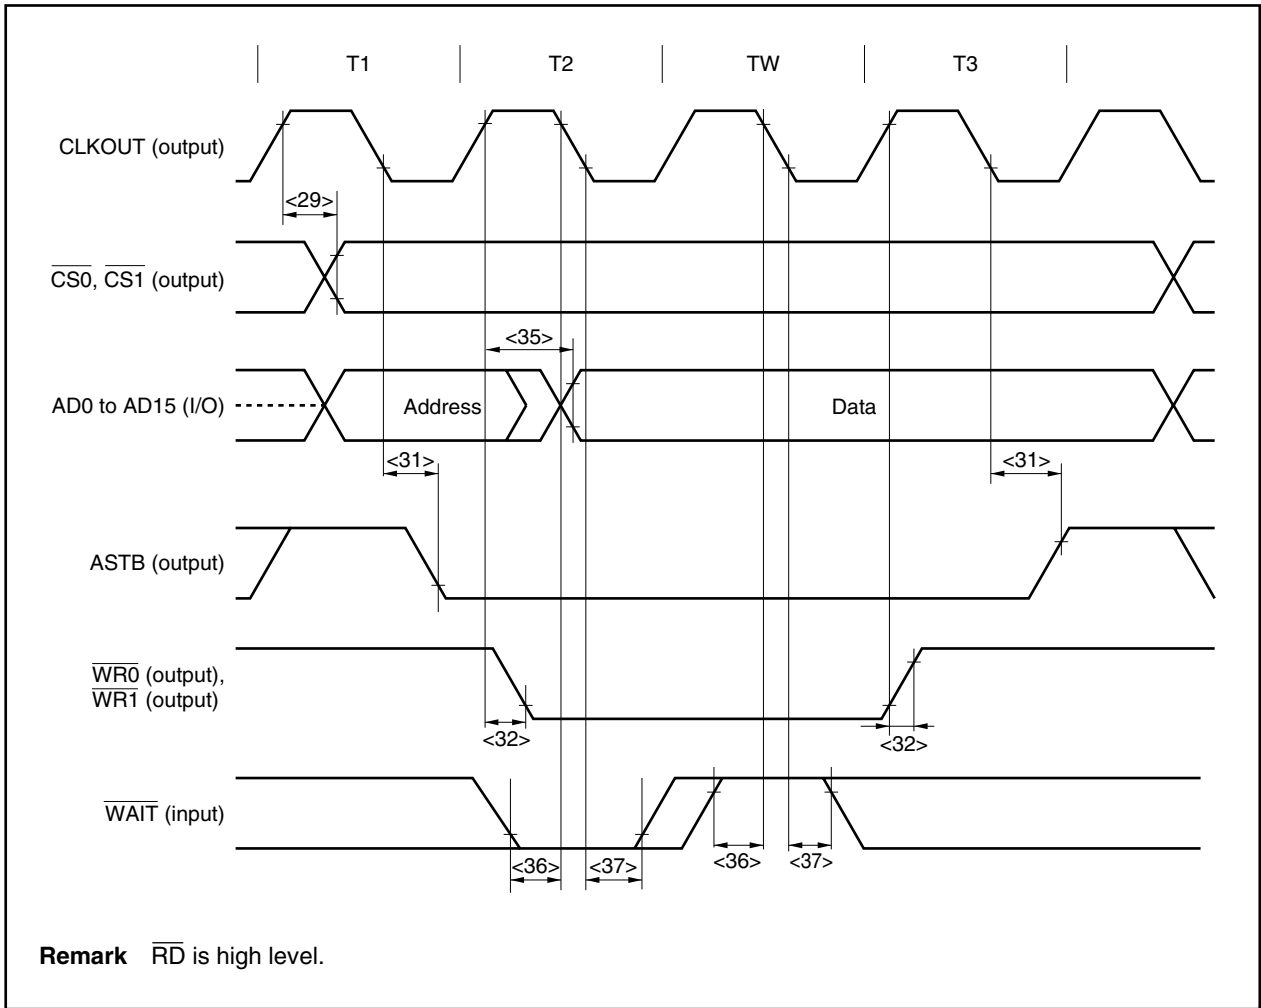 T1 T2 TW T3
CLKOUT (output)
<29>
CS0, CS1 (output)
<35>
AD0 to AD15 (I/O)
Address
Data
<31>
<31>
ASTB (output)
WR0 (output),
WR1 (output)
<32>
<32>
WAIT (input)
<36>
<37>
<36>
<37>
Remark RD is high level.